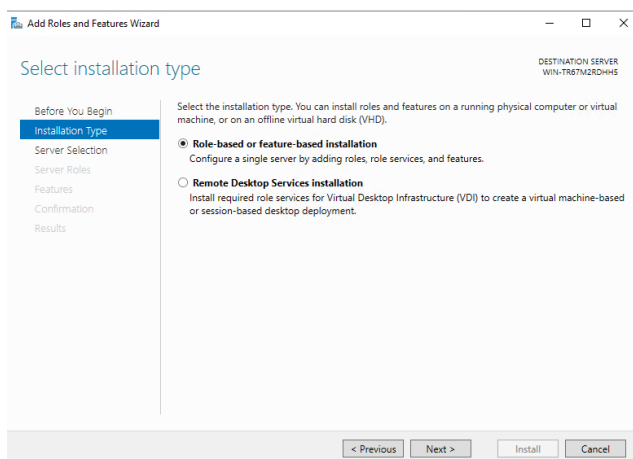 Add Roles and Features Wizard
Select installation type
DESTINATION SERVER
WIN-TR67M2RDHH5
Before You Begin
Installation Type
Server Selection
Server Roles
Features
Confirmation
Results
Select the installation type. You can install roles and features on a running physical computer or virtual
machine, or on an offline virtual hard disk (VHD).
Role-based or feature-based installation
Configure a single server by adding roles, role services, and features.
Remote Desktop Services installation
Install required role services for Virtual Desktop Infrastructure (VDI) to create a virtual machine-based
or session-based desktop deployment.
< Previous Next > Install Cancel